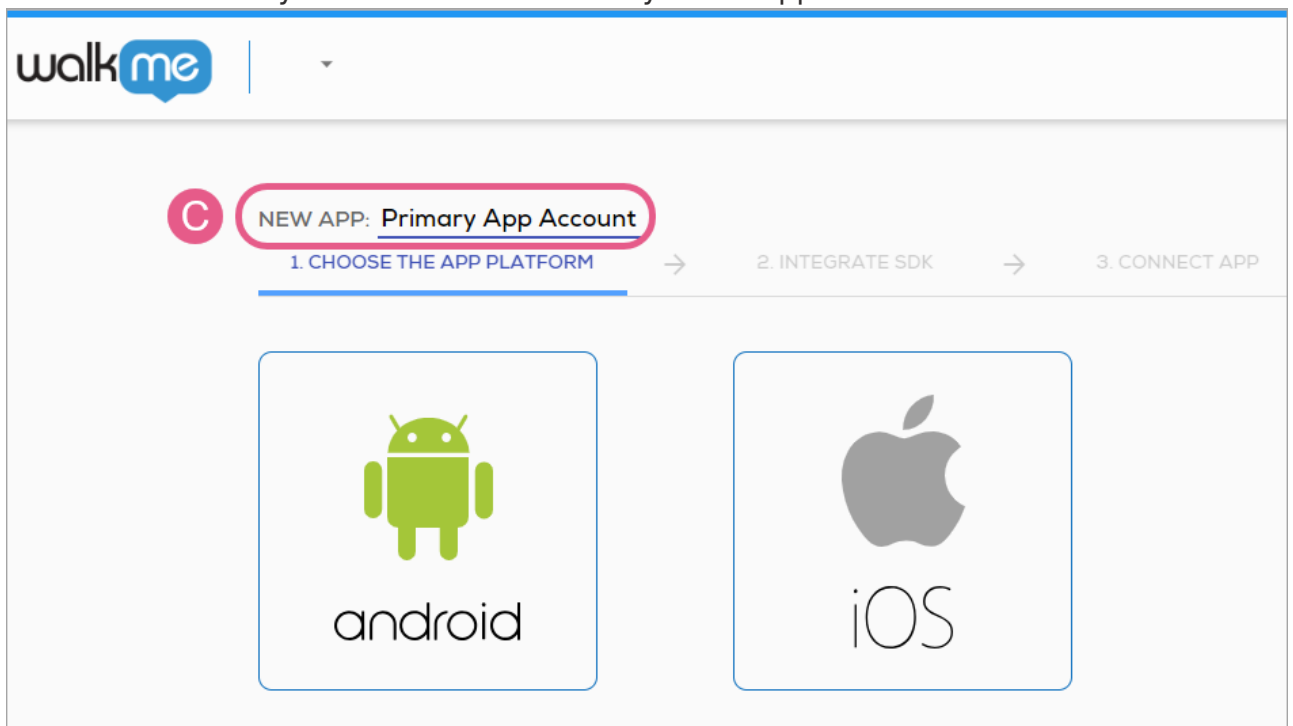 walkme
C
NEW APP: Primary App Account
1. CHOOSE THE APP PLATFORM → 2. INTEGRATE SDK → 3. CONNECT APP
android
iOS